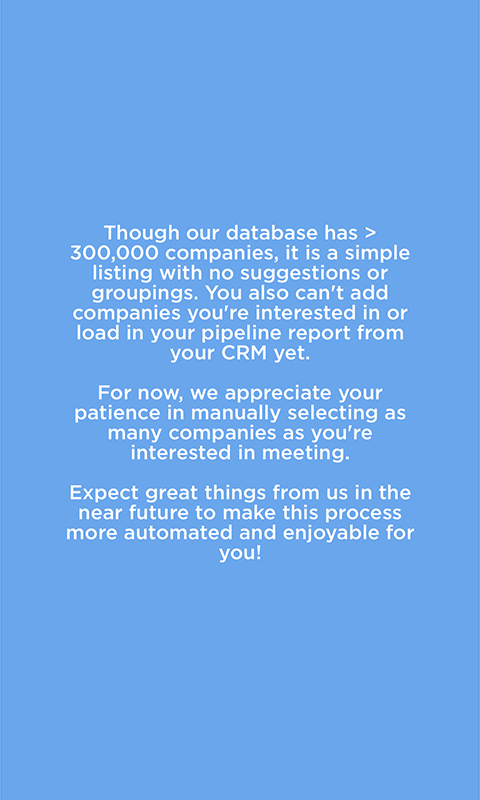 Though our database has >
300,000 companies, it is a simple
listing with no suggestions or
groupings. You also can't add
companies you're interested in or
load in your pipeline report from
your CRM yet.
For now, we appreciate your
patience in manually selecting as
many companies as you're
interested in meeting.
Expect great things from us in the
near future to make this process
more automated and enjoyable for
you!